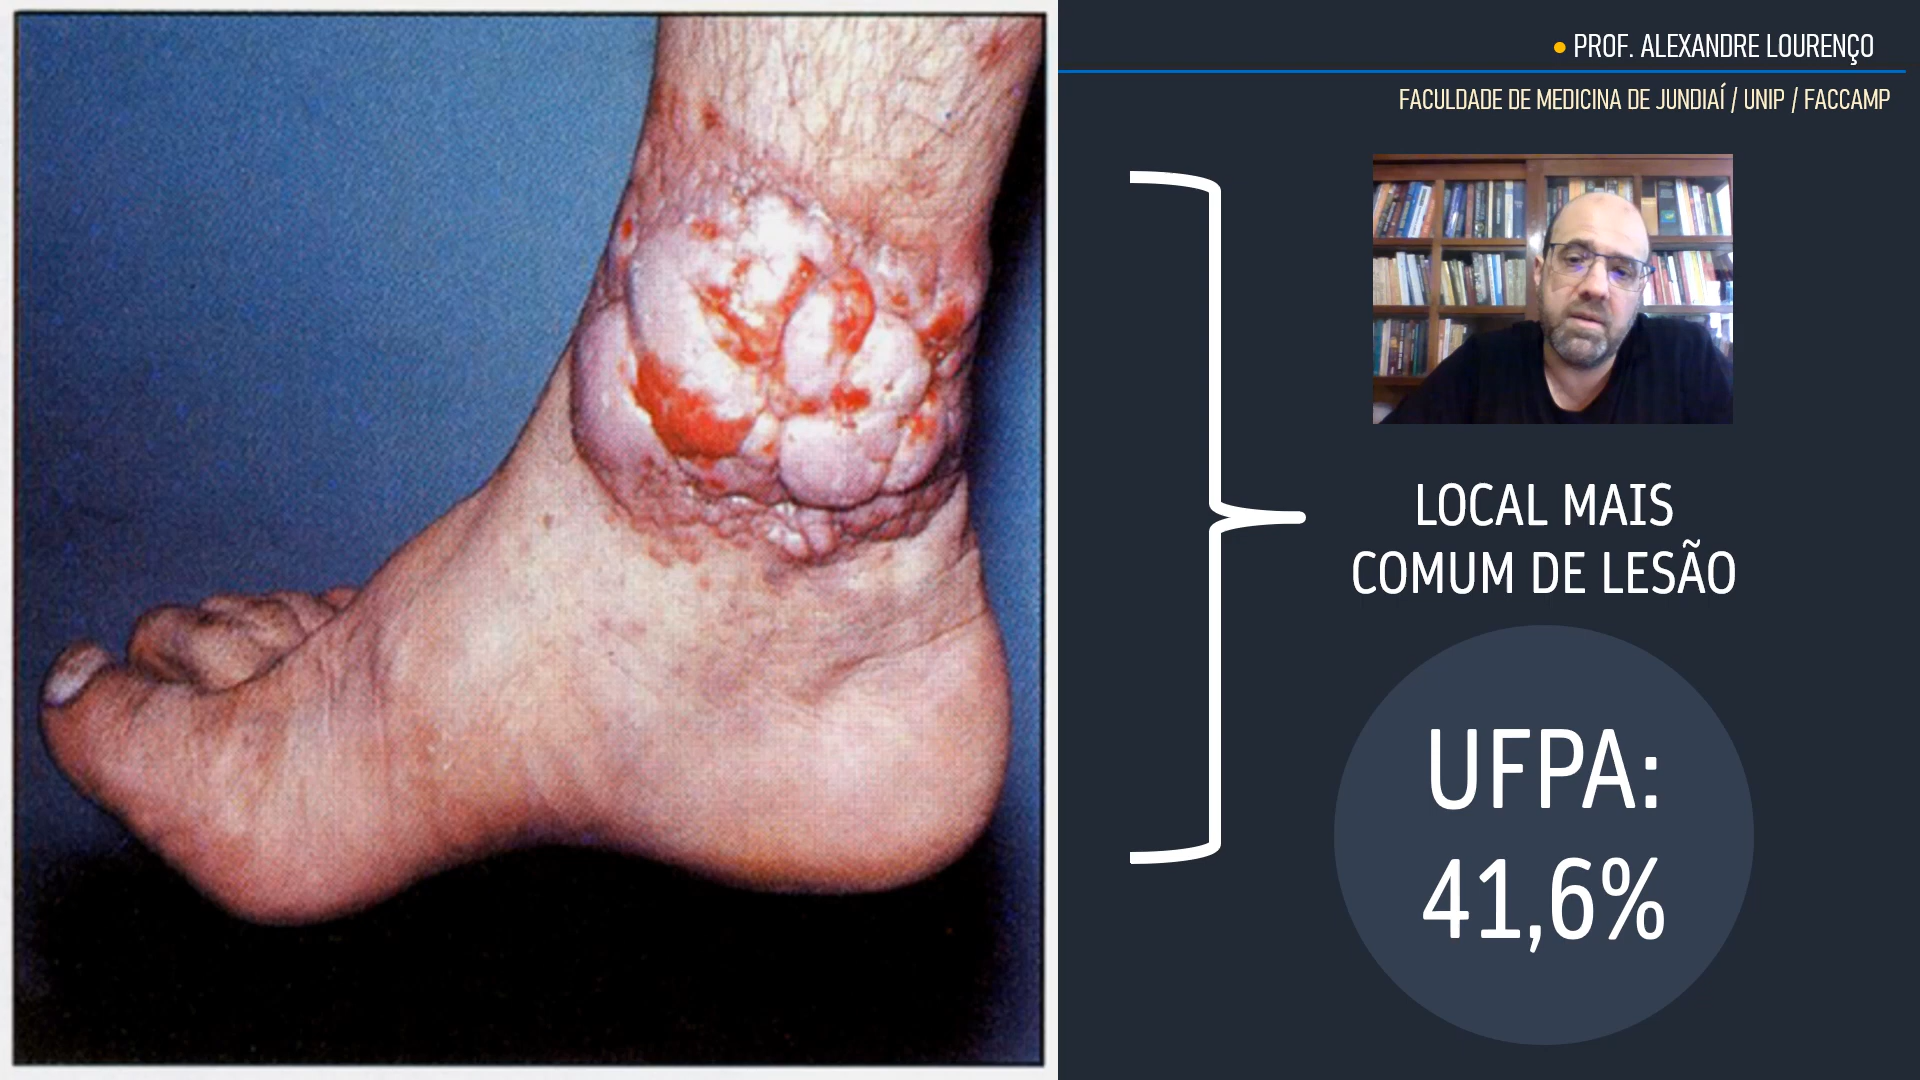 PROF. ALEXANDRE LOURENÇO
FACULDADE DE MEDICINA DE JUNDIAÍ / UNIP / FACCAMP
LOCAL MAIS
COMUM DE LESÃO
UFPA:
41,6%